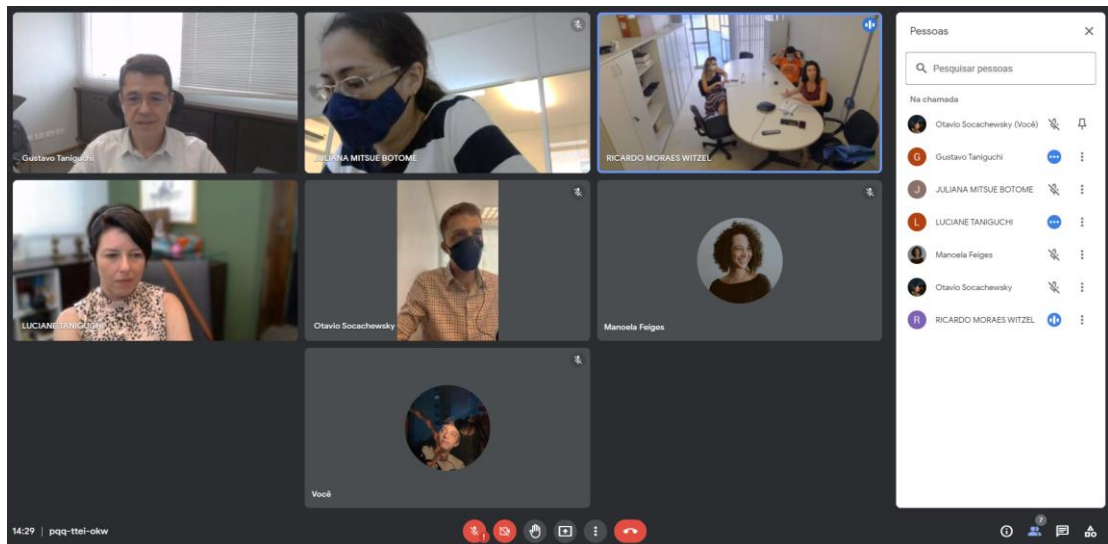 Gustavo Taniguchi
JULIANA MITSUE BOTOME
RICARDO MORAES WITZEL
LUCIANE TANIGUCHI
Otavio Socachewsky
Manoela Feiges
Você
14:29 | pqq-ttei-okw
7
Pessoas
Pesquisar pessoas
Na chamada
Otavio Socachewsky (Você)
G Gustavo Taniguchi
J JULIANA MITSUE BOTOME
L LUCIANE TANIGUCHI
Manoela Feiges
Otavio Socachewsky
R RICARDO MORAES WITZEL